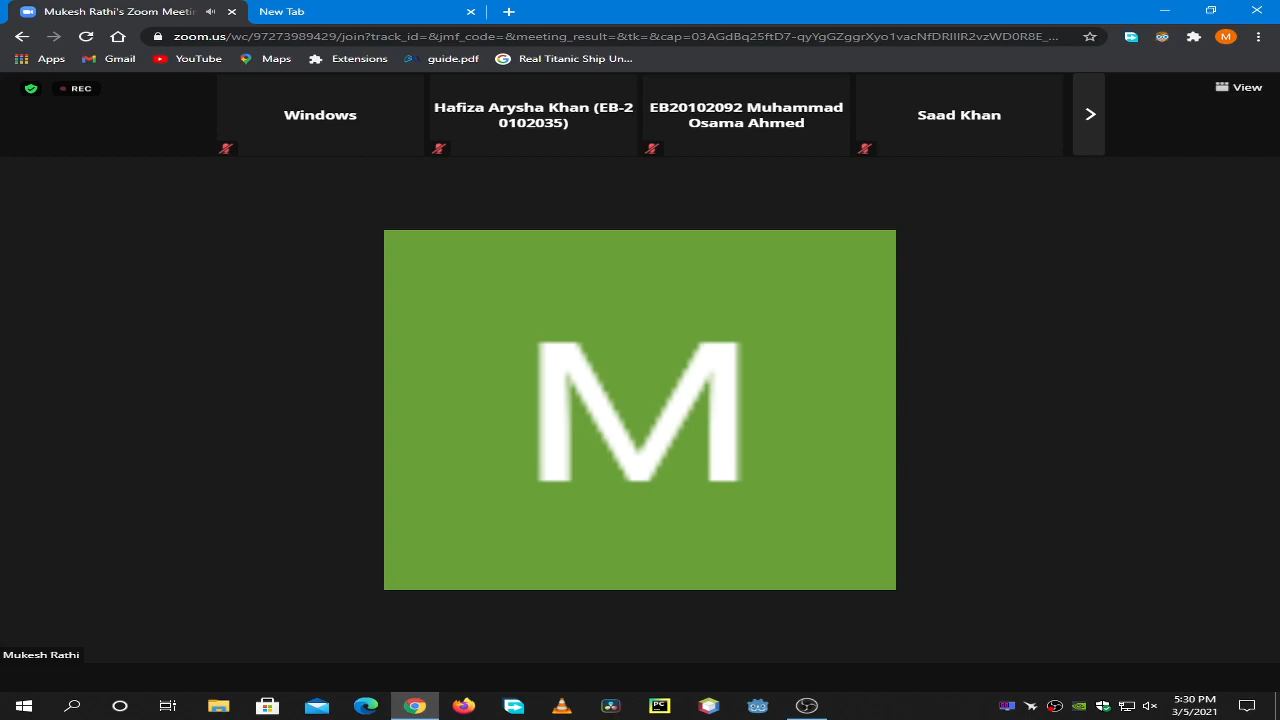 Mukesh Rathi's Zoom Meetin
New Tab
zoom.us/wc/97273989429/join?track_id=&jmf_code=&meeting_result=&tk=&cap=03AGdBq25ftD7-qyYgGZggrXyo1vacNfDRIIIR2vzWD0R8E_...
M
Apps
Gmail
YouTube
Maps
Extensions
guide.pdf
Real Titanic Ship Un...
REC
Windows
Hafiza Arysha Khan (EB-2
0102035)
EB20102092 Muhammad
Osama Ahmed
Saad Khan
View
M
Mukesh Rathi
PC
5:30 PM
3/5/2021